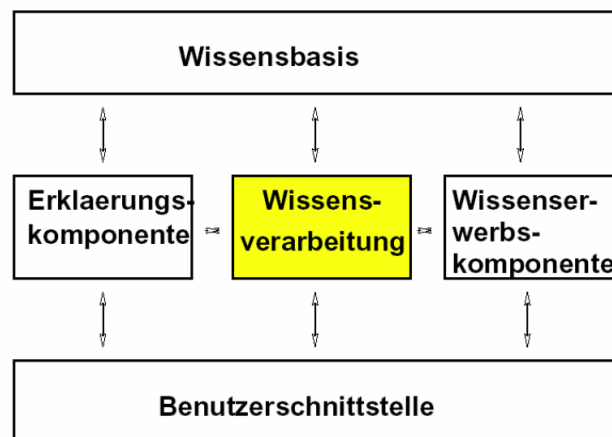 Wissensbasis
Erklaerungs-
komponente
Wissens-
verarbeitung
Wissenser-
werbs-
komponente
Benutzerschnittstelle